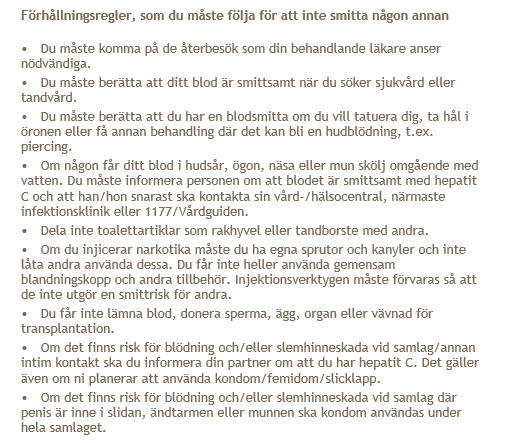 Förhållningsregler, som du måste följa för att inte smitta någon annan
• Du måste komma på de återbesök som din behandlande läkare anser
nödvändiga.
• Du måste berätta att ditt blod är smittsamt när du söker sjukvård eller
tandvård.
• Du måste berätta att du har en blodsmitta om du vill tatuera dig, ta hål i
öronen eller få annan behandling där det kan bli en hudblödning, t.ex.
piercing.
• Om någon får ditt blod i hudsår, ögon, näsa eller mun skölj omgående med
vatten. Du måste informera personen om att blodet är smittsamt med hepatit
C och att han/hon snarast ska kontakta sin vård-/hälsocentral, närmaste
infektionsklinik eller 1177/Vårdguiden.
• Dela inte toalettartiklar som rakhyvel eller tandborste med andra.
• Om du injicerar narkotika måste du ha egna sprutor och kanyler och inte
låta andra använda dessa. Du får inte heller använda gemensam
blandningskopp och andra tillbehör. Injektionsverktygen måste förvaras så att
de inte utgör en smittrisk för andra.
• Du får inte lämna blod, donera sperma, ägg, organ eller vävnad för
transplantation.
• Om det finns risk för blödning och/eller slemhinneskada vid samlag/annan
intim kontakt ska du informera din partner om att du har hepatit C. Det gäller
även om ni planerar att använda kondom/femidom/slicklapp.
• Om det finns risk för blödning och/eller slemhinneskada vid samlag där
penis är inne i slidan, ändtarmen eller munnen ska kondom användas under
hela samlaget.